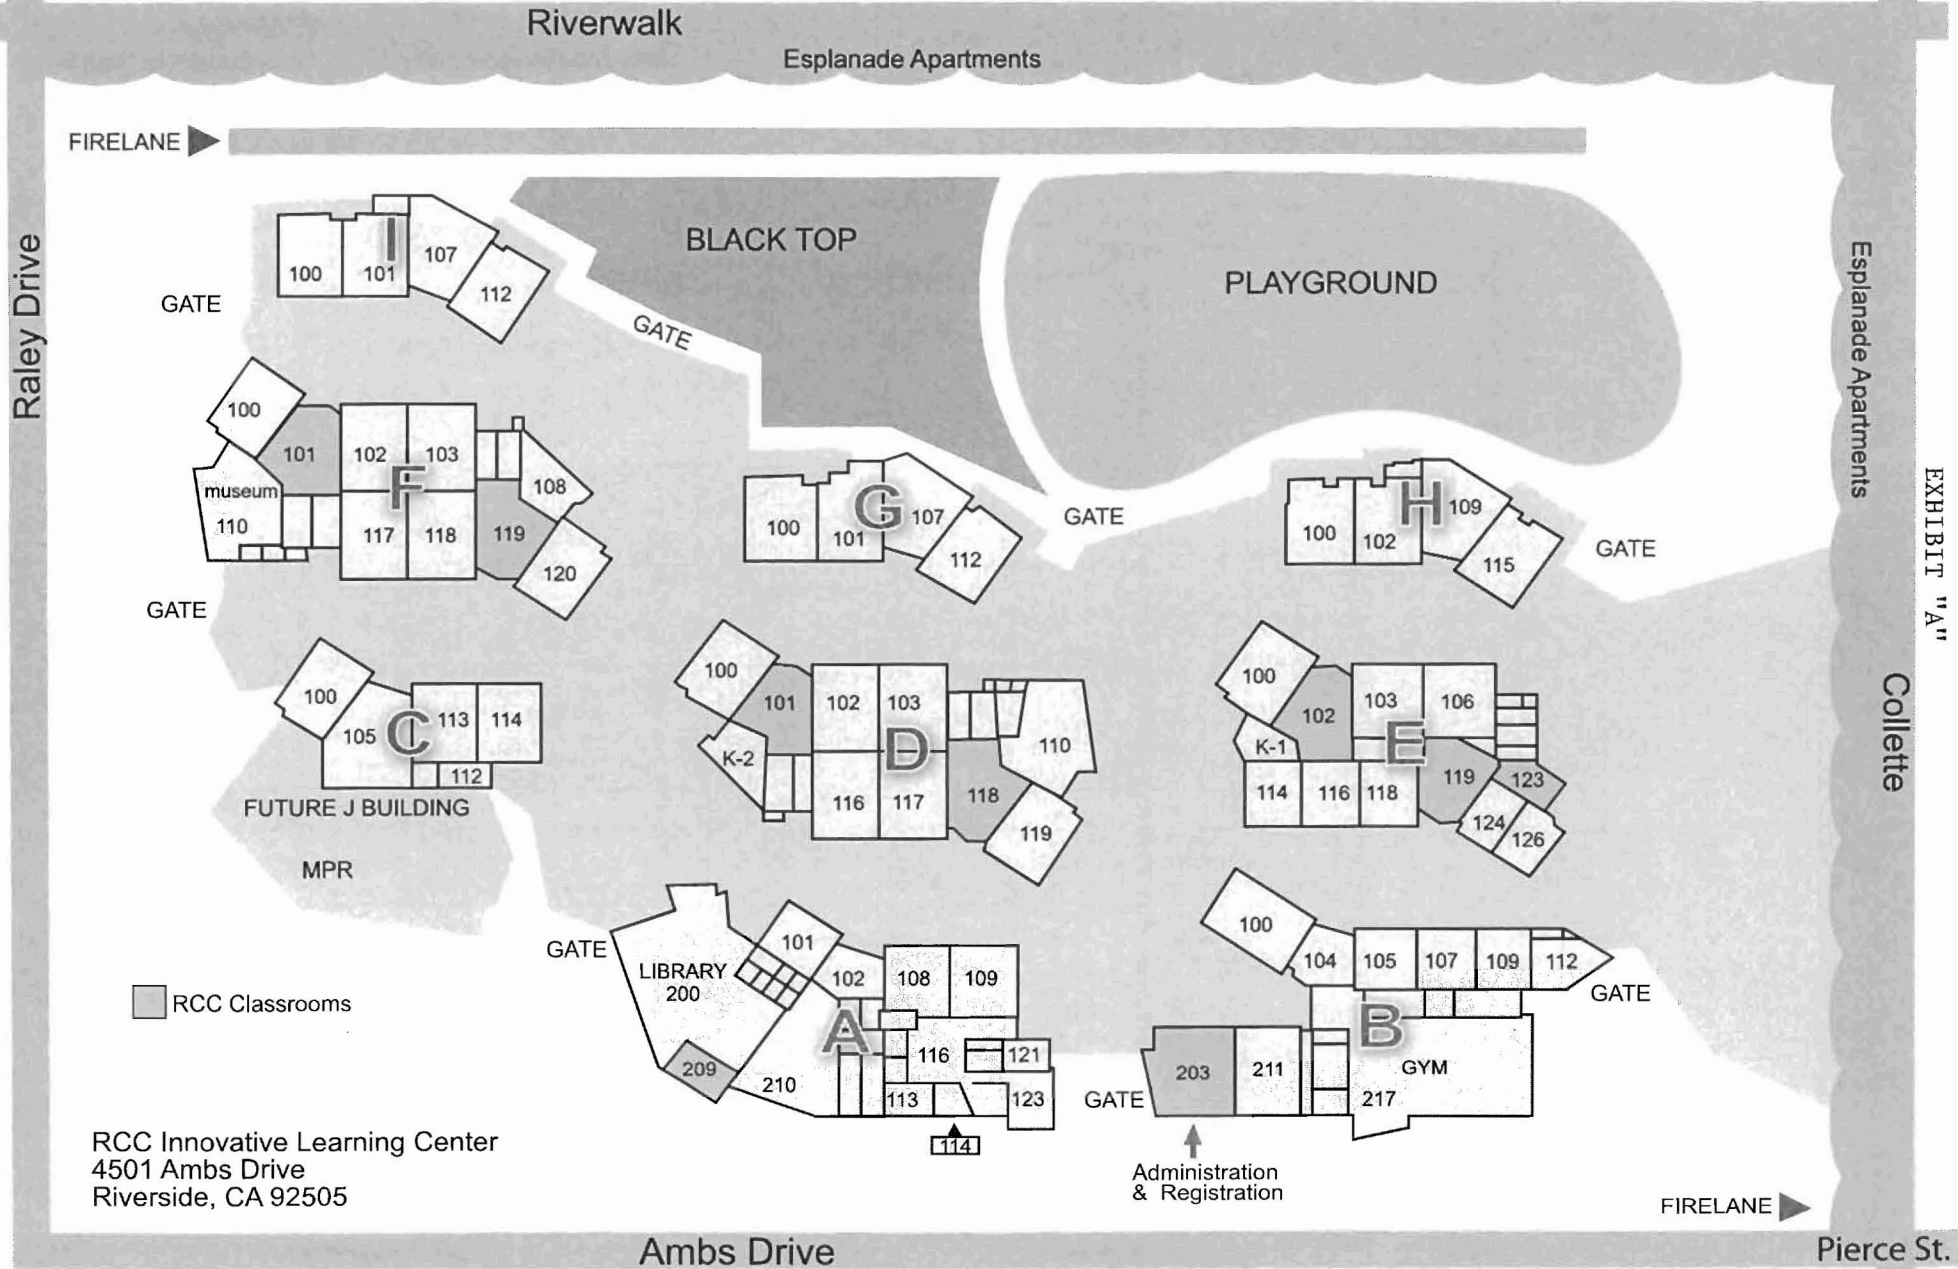 Riverwalk
Esplanade Apartments
FIRELANE
Raley Drive
GATE
I
100
101
107
112
BLACK TOP
PLAYGROUND
GATE
Esplanade Apartments
EXHIBIT "A"
Collette
F
100
101
102
103
108
museum
110
117
118
119
120
GATE
G
100
101
107
112
GATE
H
100
102
109
115
GATE
C
100
105
113
114
112
FUTURE J BUILDING
MPR
D
100
101
102
103
K-2
110
116
117
118
119
E
100
102
103
106
K-1
114
116
118
119
123
124
126
GATE
A
LIBRARY
200
101
102
108
109
209
210
116
121
113
123
114
B
100
104
105
107
109
112
GATE
203
211
GYM
217
GATE
Administration
& Registration
RCC Classrooms
RCC Innovative Learning Center
4501 Ambs Drive
Riverside, CA 92505
FIRELANE
Ambs Drive
Pierce St.